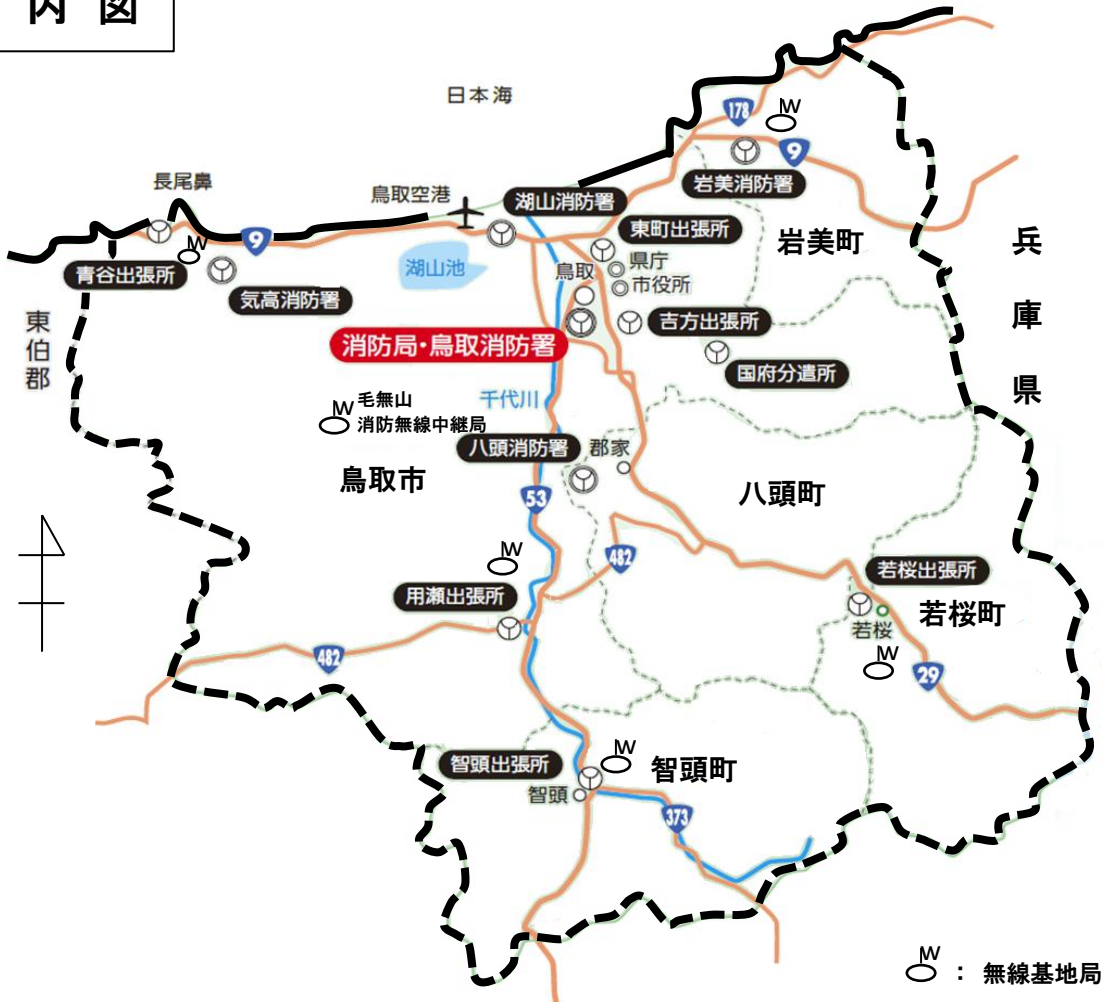 内図
日本海
178
9
岩美消防署
長尾鼻
鳥取空港
湖山消防署
東町出張所
岩美町
兵庫県
9
青谷出張所
気高消防署
湖山池
鳥取
県庁
市役所
東伯郡
吉方出張所
消防局・鳥取消防署
国府分遣所
毛無山
消防無線中継局
千代川
八頭消防署
郡家
鳥取市
八頭町
53
482
若桜出張所
用瀬出張所
若桜町
若桜
482
29
智頭出張所
智頭町
智頭
373
：無線基地局